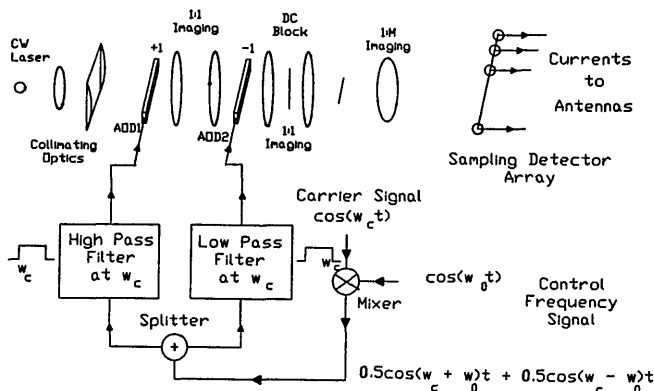 CW
Laser
Collimating
Optics
+1
AOD1
1:1
Imaging
-1
AOD2
DC
Block
1:1
Imaging
1:M
Imaging
Currents
to
Antennas
Sampling Detector
Array
Carrier Signal
cos(w_c t)
w_c
High Pass
Filter
at w_c
Low Pass
Filter
at w_c
w_c
Mixer
cos(w_0 t)
Control
Frequency
Signal
Splitter
+
0.5cos(w_c + w_0)t + 0.5cos(w_c - w_0)t